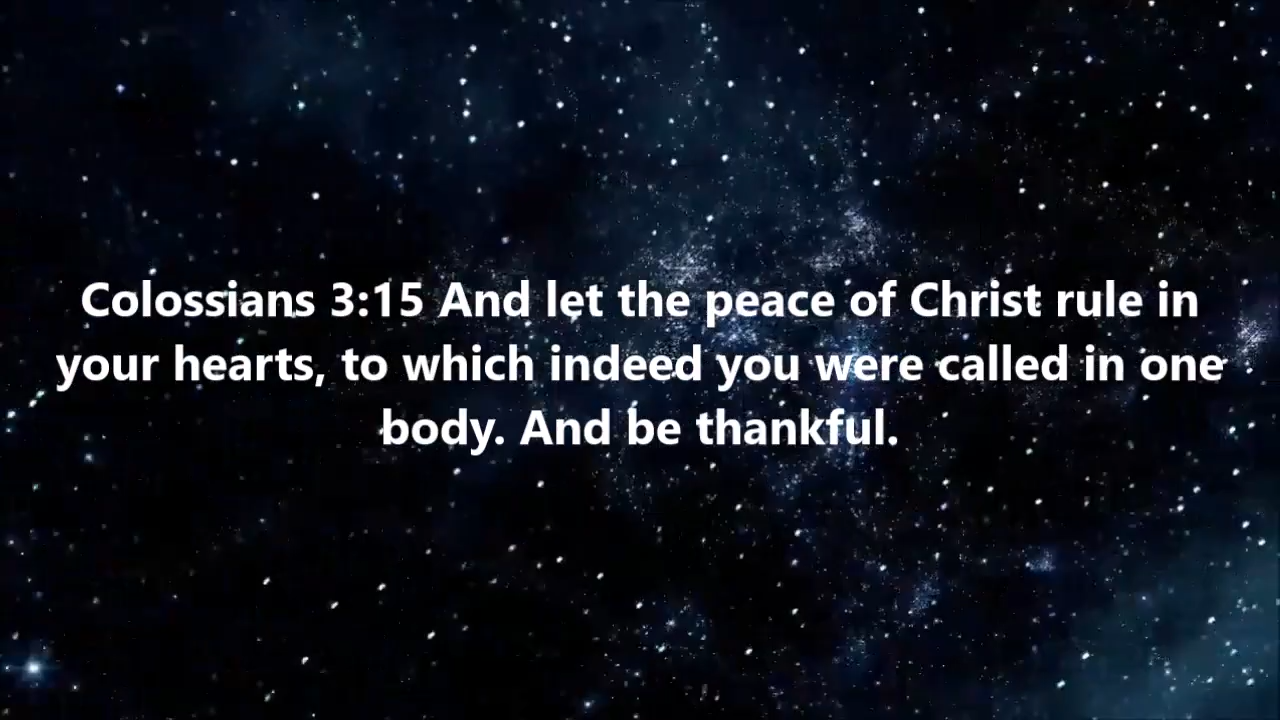 Colossians 3:15 And let the peace of Christ rule in
your hearts, to which indeed you were called in one
body. And be thankful.